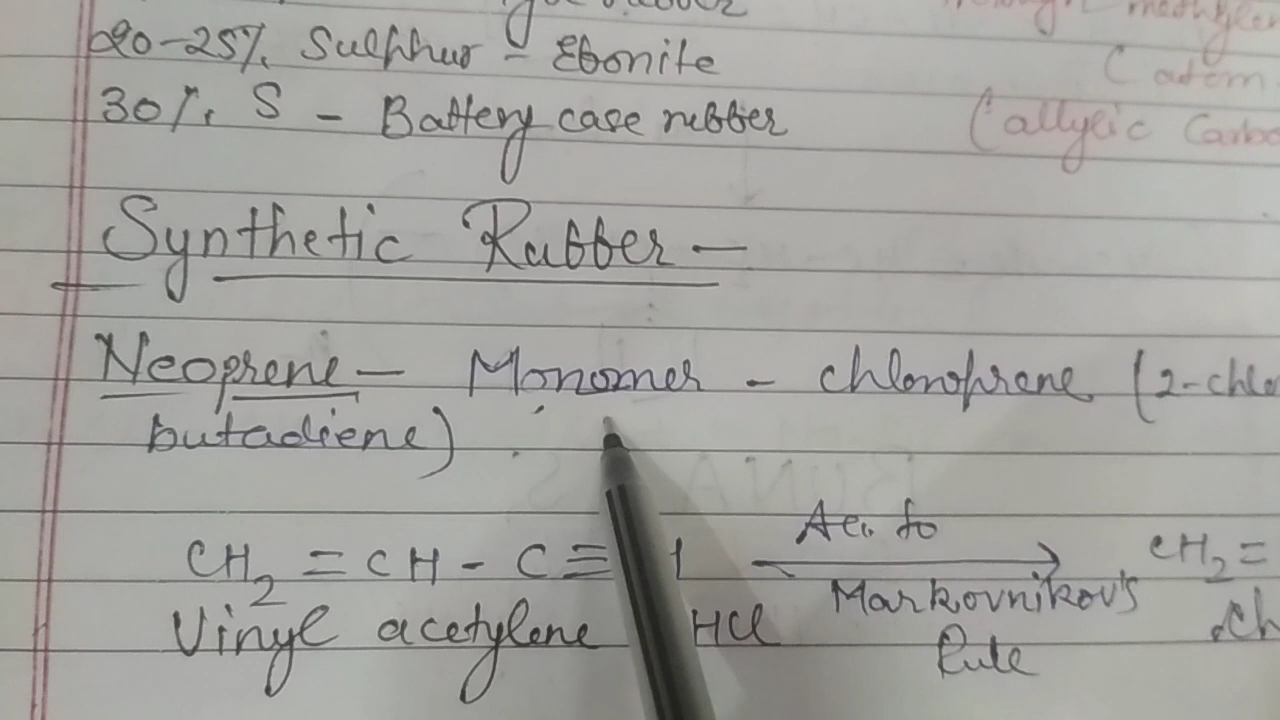 20-25% Sulphur - Ebonite
30% S - Battery case rubber
C atom
(allylic Carbo
Synthetic Rubber -
Neoprene - Monomer - chloroprene (2-chlo
butadiene)
CH2 = CH - C ≡
Acc. to
CH2 =
Vinyl acetylene HCl Markovnikov's
Rule